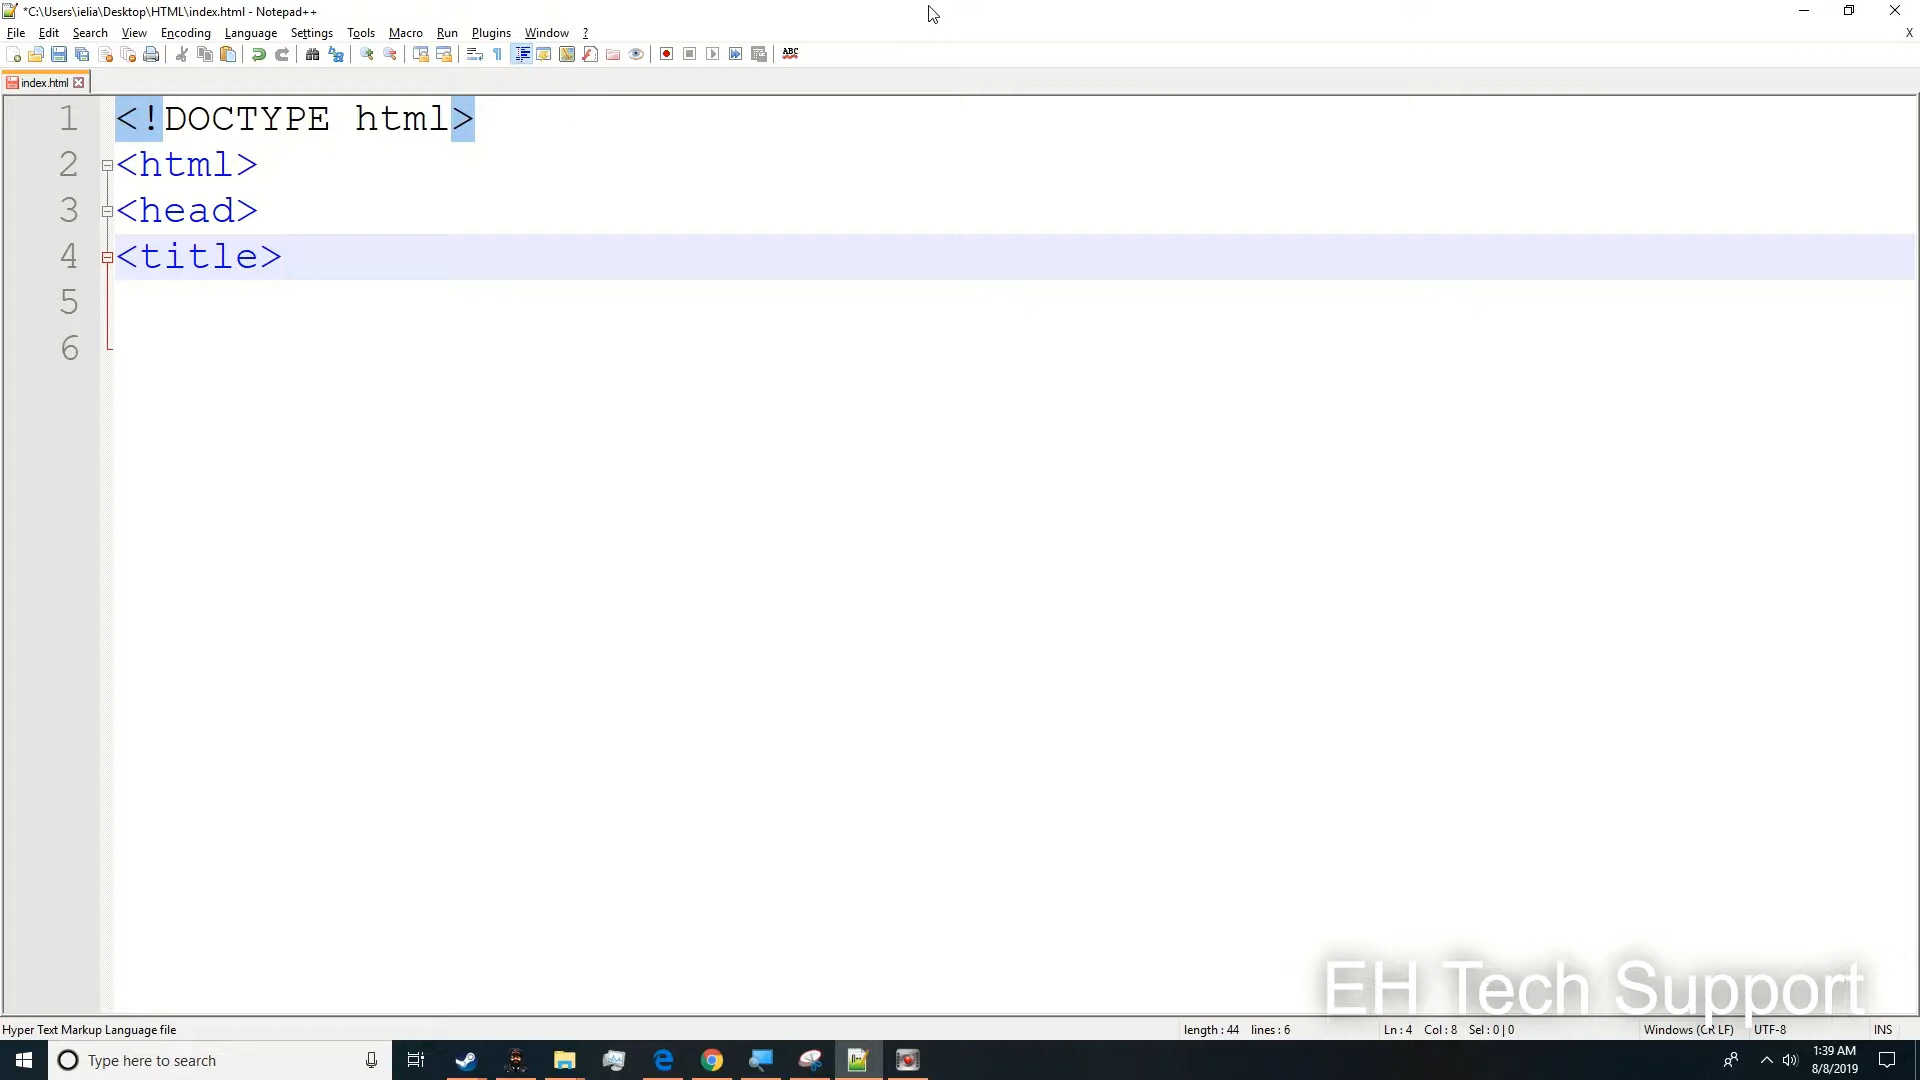 *C:\Users\ielia\Desktop\HTML\index.html - Notepad++
File Edit Search View Encoding Language Settings Tools Macro Run Plugins Window ? X
ABC
index.html
1 <!DOCTYPE html>
2 <html>
3 <head>
4 <title>
5
6
EH Tech Support
Hyper Text Markup Language file length : 44 lines : 6 Ln : 4 Col : 8 Sel : 0 | 0 Windows (CR LF) UTF-8 INS
Type here to search 1:39 AM
8/8/2019